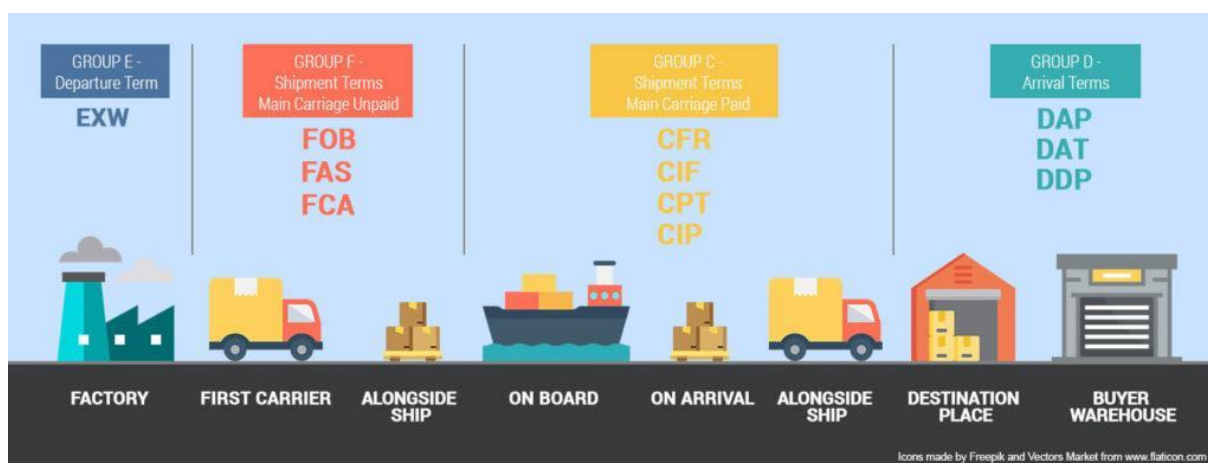 GROUP E -
Departure Term
EXW
GROUP F -
Shipment Terms
Main Carriage Unpaid
FOB
FAS
FCA
GROUP C -
Shipment Terms
Main Carriage Paid
CFR
CIF
CPT
CIP
GROUP D -
Arrival Terms
DAP
DAT
DDP
FACTORY
FIRST CARRIER
ALONGSIDE
SHIP
ON BOARD
ON ARRIVAL
ALONGSIDE
SHIP
DESTINATION
PLACE
BUYER
WAREHOUSE
Icons made by Freepik and Vectors Market from www.flaticon.com